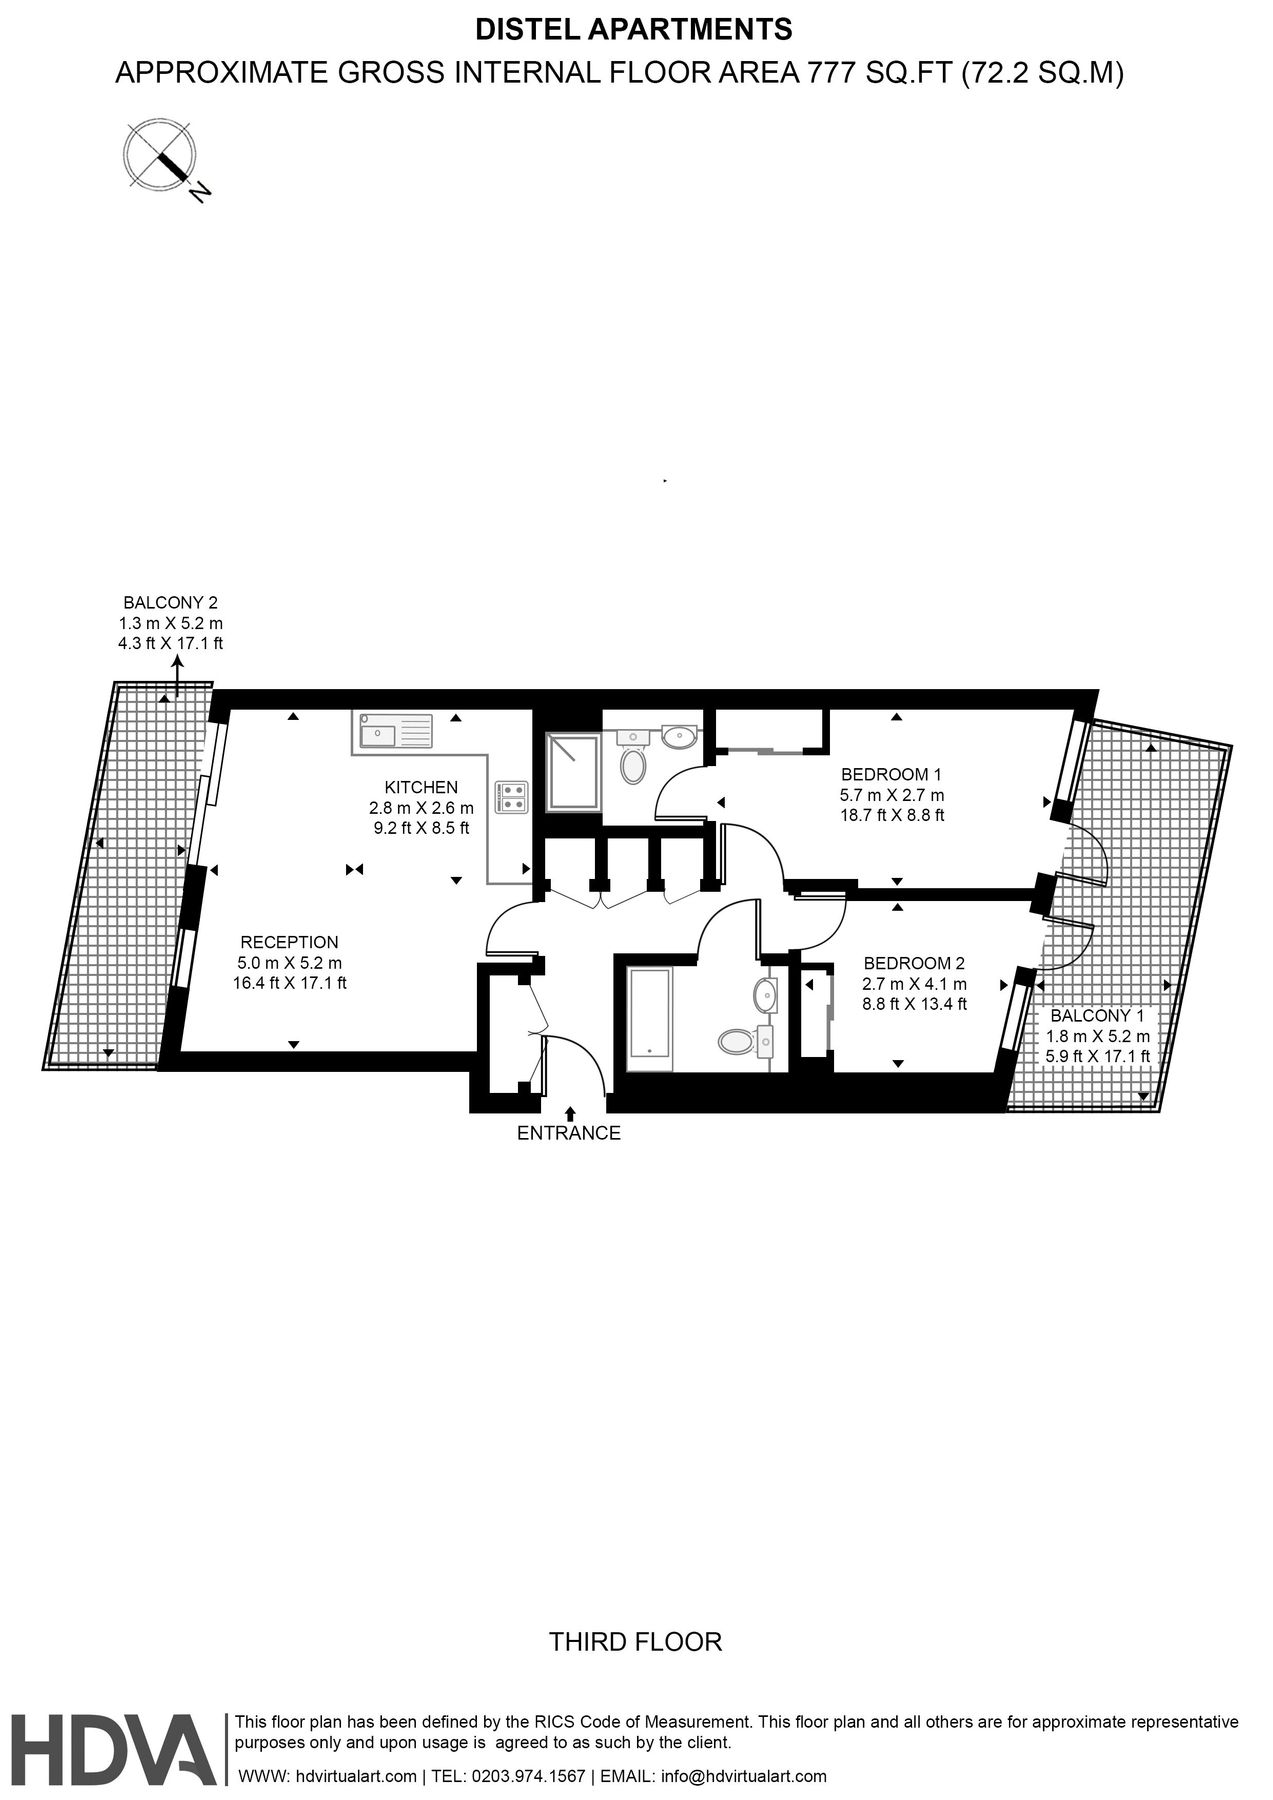 DISTEL APARTMENTS
APPROXIMATE GROSS INTERNAL FLOOR AREA 777 SQ.FT (72.2 SQ.M)
N
BALCONY 2
1.3 m X 5.2 m
4.3 ft X 17.1 ft
KITCHEN
2.8 m X 2.6 m
9.2 ft X 8.5 ft
BEDROOM 1
5.7 m X 2.7 m
18.7 ft X 8.8 ft
RECEPTION
5.0 m X 5.2 m
16.4 ft X 17.1 ft
BEDROOM 2
2.7 m X 4.1 m
8.8 ft X 13.4 ft
BALCONY 1
1.8 m X 5.2 m
5.9 ft X 17.1 ft
ENTRANCE
THIRD FLOOR
HDVA
This floor plan has been defined by the RICS Code of Measurement. This floor plan and all others are for approximate representative
purposes only and upon usage is  agreed to as such by the client.
WWW: hdvirtualart.com | TEL: 0203.974.1567 | EMAIL: info@hdvirtualart.com